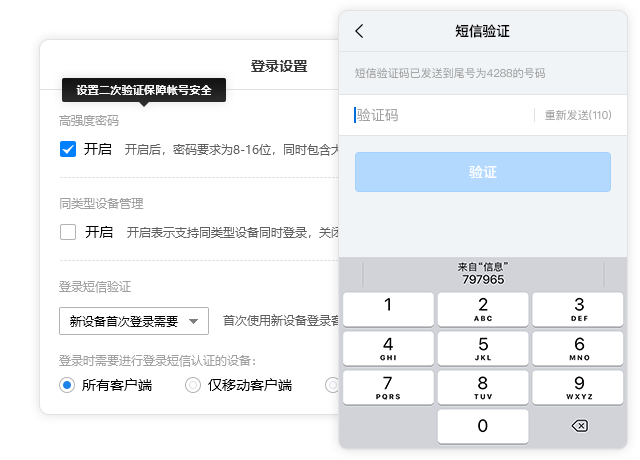 登录设置
设置二次验证保障帐号安全
高强度密码
开启 开启后，密码要求为8-16位，同时包含大
同类型设备管理
开启 开启表示支持同类型设备同时登录，关闭
登录短信验证
新设备首次登录需要 首次使用新设备登录客
登录时需要进行登录短信认证的设备：
所有客户端 仅移动客户端
短信验证
短信验证码已发送到尾号为4288的号码
验证码 重新发送(110)
验证
来自“信息”
797965
1 2 3
ABC DEF
4 5 6
GHI JKL MNO
7 8 9
PQRS TUV WXYZ
0